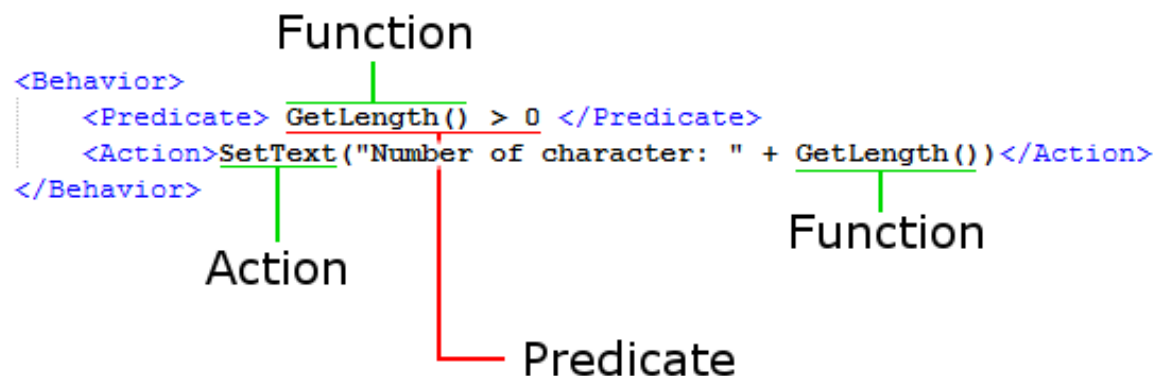 Function
<Behavior>
<Predicate> GetLength() > 0 </Predicate>
<Action>SetText("Number of character: " + GetLength())</Action>
</Behavior>
Function
Action
Predicate